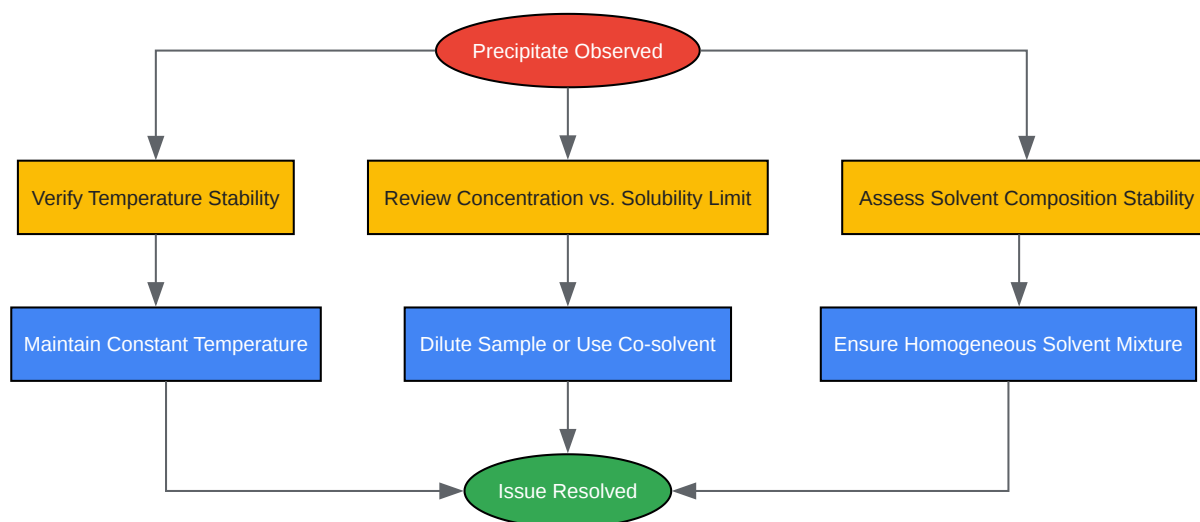 Precipitate Observed
Verify Temperature Stability
Review Concentration vs. Solubility Limit
Assess Solvent Composition Stability
Maintain Constant Temperature
Dilute Sample or Use Co-solvent
Ensure Homogeneous Solvent Mixture
Issue Resolved